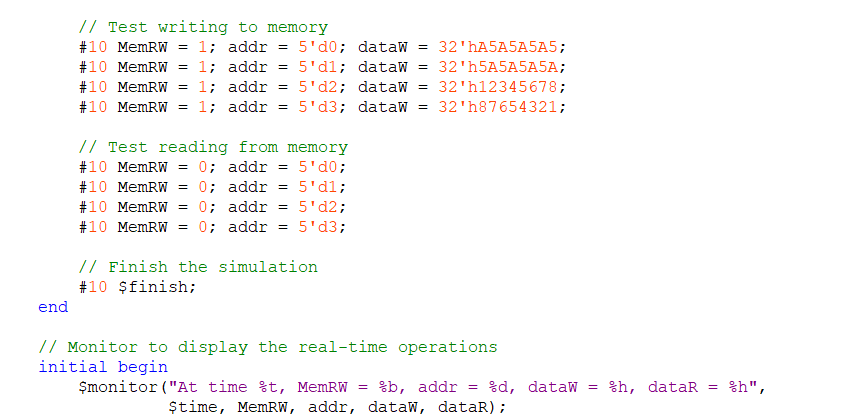 // Test writing to memory
#10 MemRW = 1; addr = 5'd0; dataW = 32'hA5A5A5A5;
#10 MemRW = 1; addr = 5'd1; dataW = 32'h5A5A5A5A;
#10 MemRW = 1; addr = 5'd2; dataW = 32'h12345678;
#10 MemRW = 1; addr = 5'd3; dataW = 32'h87654321;
// Test reading from memory
#10 MemRW = 0; addr = 5'd0;
#10 MemRW = 0; addr = 5'd1;
#10 MemRW = 0; addr = 5'd2;
#10 MemRW = 0; addr = 5'd3;
// Finish the simulation
#10 $finish;
end
// Monitor to display the real-time operations
initial begin
$monitor("At time %t, MemRW = %b, addr = %d, dataW = %h, dataR = %h",
$time, MemRW, addr, dataW, dataR);